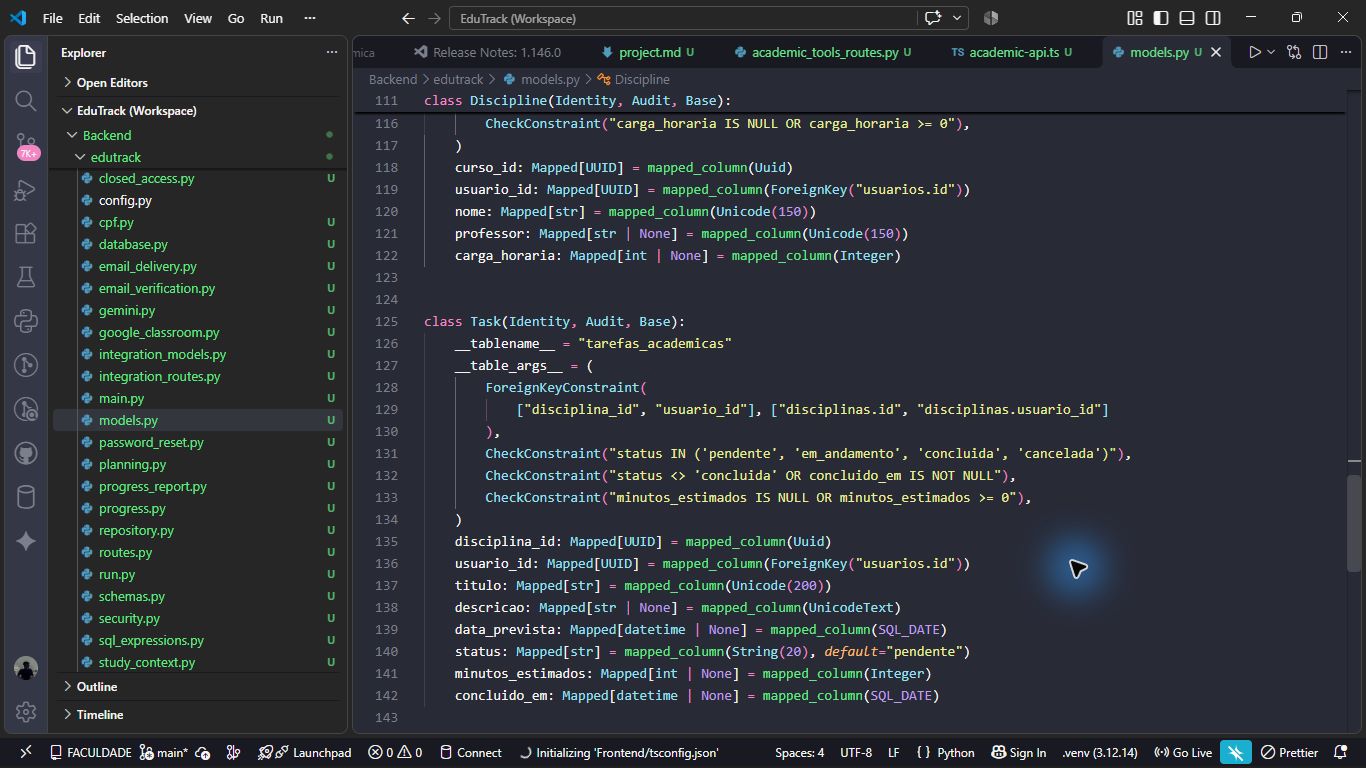 File Edit Selection View Go Run ···
EduTrack (Workspace)
Explorer
Open Editors
EduTrack (Workspace)
Backend
edutrack
closed_access.py U
config.py
cpf.py U
database.py U
email_delivery.py U
email_verification.py U
gemini.py U
google_classroom.py U
integration_models.py U
integration_routes.py U
main.py U
models.py U
password_reset.py U
planning.py U
progress_report.py U
progress.py U
repository.py U
routes.py U
run.py U
schemas.py U
security.py U
sql_expressions.py U
study_context.py U
Outline
Timeline
7K+
mica Release Notes: 1.146.0 project.md U academic_tools_routes.py U TS academic-api.ts U models.py U
Backend > edutrack > models.py > Discipline
111 class Discipline(Identity, Audit, Base):
116 CheckConstraint("carga_horaria IS NULL OR carga_horaria >= 0"),
117 )
118 curso_id: Mapped[UUID] = mapped_column(Uuid)
119 usuario_id: Mapped[UUID] = mapped_column(ForeignKey("usuarios.id"))
120 nome: Mapped[str] = mapped_column(Unicode(150))
121 professor: Mapped[str | None] = mapped_column(Unicode(150))
122 carga_horaria: Mapped[int | None] = mapped_column(Integer)
123
124
125 class Task(Identity, Audit, Base):
126 __tablename__ = "tarefas_academicas"
127 __table_args__ = (
128 ForeignKeyConstraint(
129 ["disciplina_id", "usuario_id"], ["disciplinas.id", "disciplinas.usuario_id"]
130 ),
131 CheckConstraint("status IN ('pendente', 'em_andamento', 'concluida', 'cancelada')"),
132 CheckConstraint("status <> 'concluida' OR concluido_em IS NOT NULL"),
133 CheckConstraint("minutos_estimados IS NULL OR minutos_estimados >= 0"),
134 )
135 disciplina_id: Mapped[UUID] = mapped_column(Uuid)
136 usuario_id: Mapped[UUID] = mapped_column(ForeignKey("usuarios.id"))
137 titulo: Mapped[str] = mapped_column(Unicode(200))
138 descricao: Mapped[str | None] = mapped_column(UnicodeText)
139 data_prevista: Mapped[datetime | None] = mapped_column(SQL_DATE)
140 status: Mapped[str] = mapped_column(String(20), default="pendente")
141 minutos_estimados: Mapped[int | None] = mapped_column(Integer)
142 concluido_em: Mapped[datetime | None] = mapped_column(SQL_DATE)
143
FACULDADE main* Launchpad 0 0 Connect Initializing 'Frontend/tsconfig.json' Spaces: 4 UTF-8 LF {} Python Sign In .venv (3.12.14) Go Live Prettier